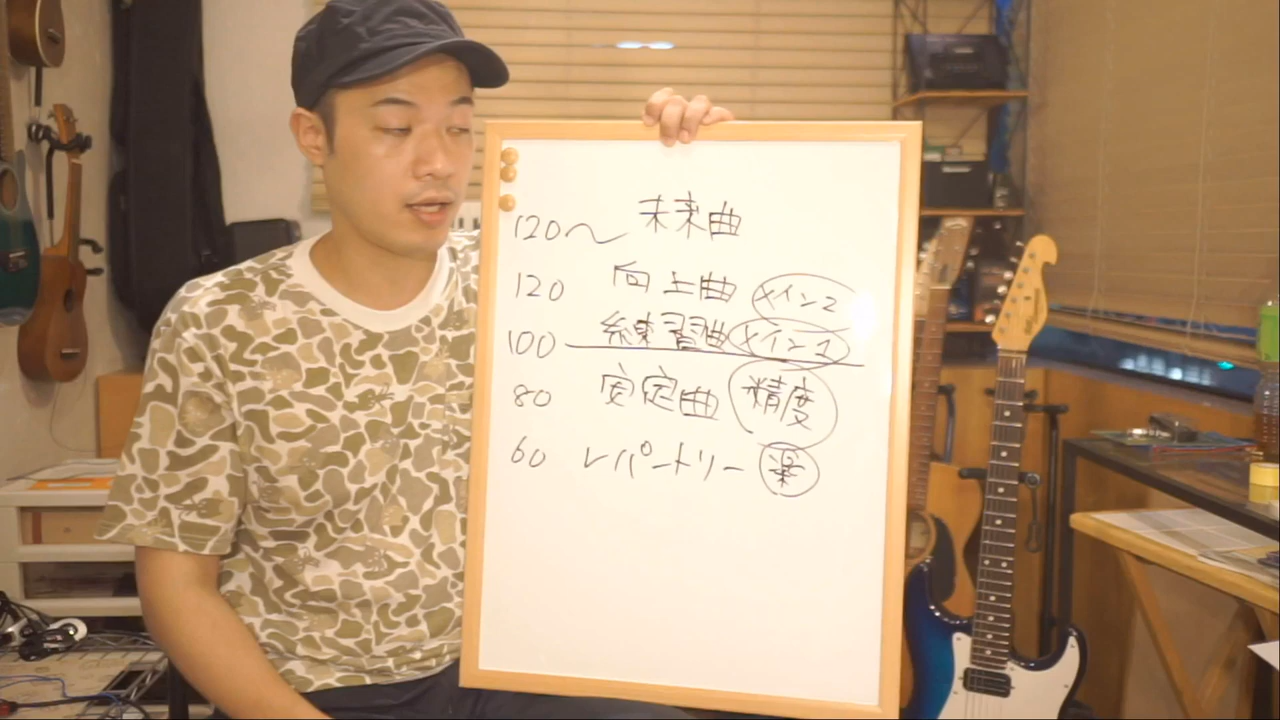 120〜 未来曲
120 向上曲 メイン2
100 練習曲 メイン1
80 安定曲 精度
60 レパートリー 楽